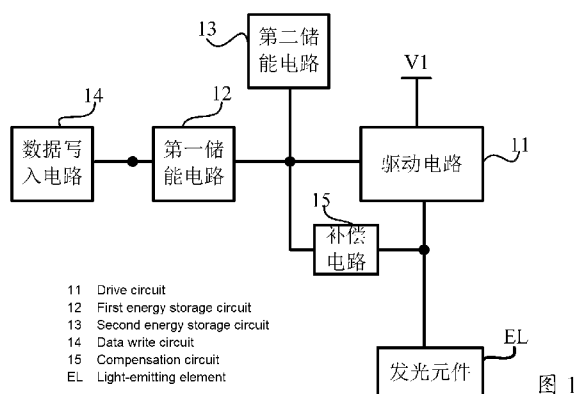 13
第二储
能电路
V1
14
数据写
入电路
12
第一储
能电路
驱动电路
11
15
补偿
电路
11 Drive circuit
12 First energy storage circuit
13 Second energy storage circuit
14 Data write circuit
15 Compensation circuit
EL Light-emitting element
发光元件
EL
图 1